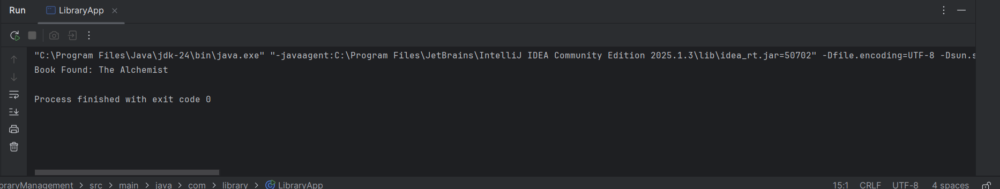 Run LibraryApp
"C:\Program Files\Java\jdk-24\bin\java.exe" "-javaagent:C:\Program Files\JetBrains\IntelliJ IDEA Community Edition 2025.1.3\lib\idea_rt.jar=50702" -Dfile.encoding=UTF-8 -Dsun.s
Book Found: The Alchemist
Process finished with exit code 0
braryManagement > src > main > java > com > library > LibraryApp 15:1 CRLF UTF-8 4 spaces